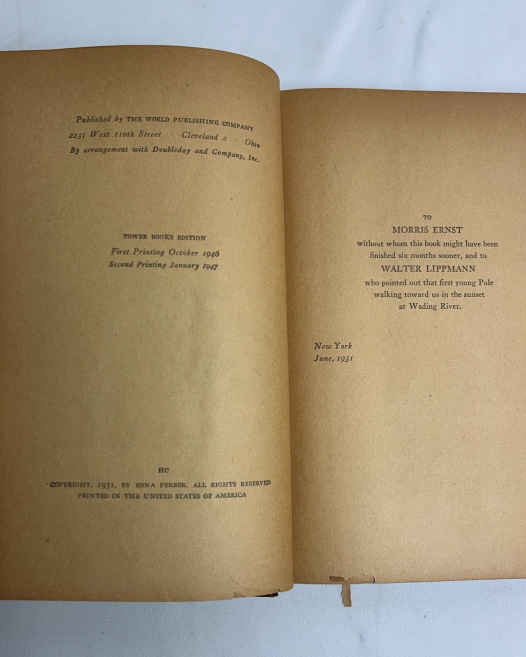 Published by THE WORLD PUBLISHING COMPANY
2231 West 110th Street · Cleveland 2 · Ohio
By arrangement with Doubleday and Company, Inc.
TOWER BOOKS EDITION
First Printing October 1946
Second Printing January 1947
HC
COPYRIGHT, 1931, BY EDNA FERBER. ALL RIGHTS RESERVED
PRINTED IN THE UNITED STATES OF AMERICA
TO
MORRIS ERNST
without whom this book might have been
finished six months sooner, and to
WALTER LIPPMANN
who pointed out that first young Pole
walking toward us in the sunset
at Wading River.
New York
June, 1931